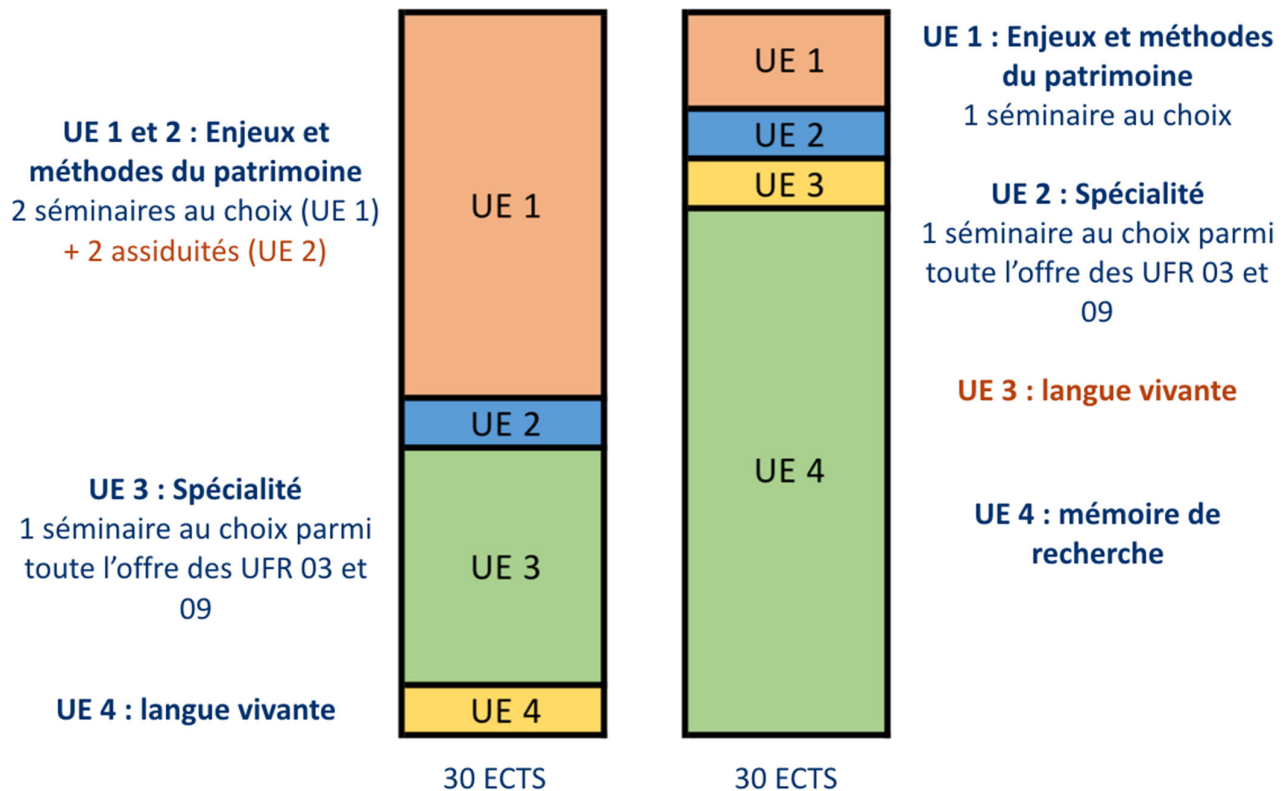 UE 1 et 2 : Enjeux et
méthodes du patrimoine
2 séminaires au choix (UE 1)
+ 2 assiduités (UE 2)
UE 3 : Spécialité
1 séminaire au choix parmi
toute l’offre des UFR 03 et
09
UE 4 : langue vivante
UE 1
UE 2
UE 3
UE 4
30 ECTS
UE 1
UE 2
UE 3
UE 4
30 ECTS
UE 1 : Enjeux et méthodes
du patrimoine
1 séminaire au choix
UE 2 : Spécialité
1 séminaire au choix parmi
toute l’offre des UFR 03 et
09
UE 3 : langue vivante
UE 4 : mémoire de
recherche